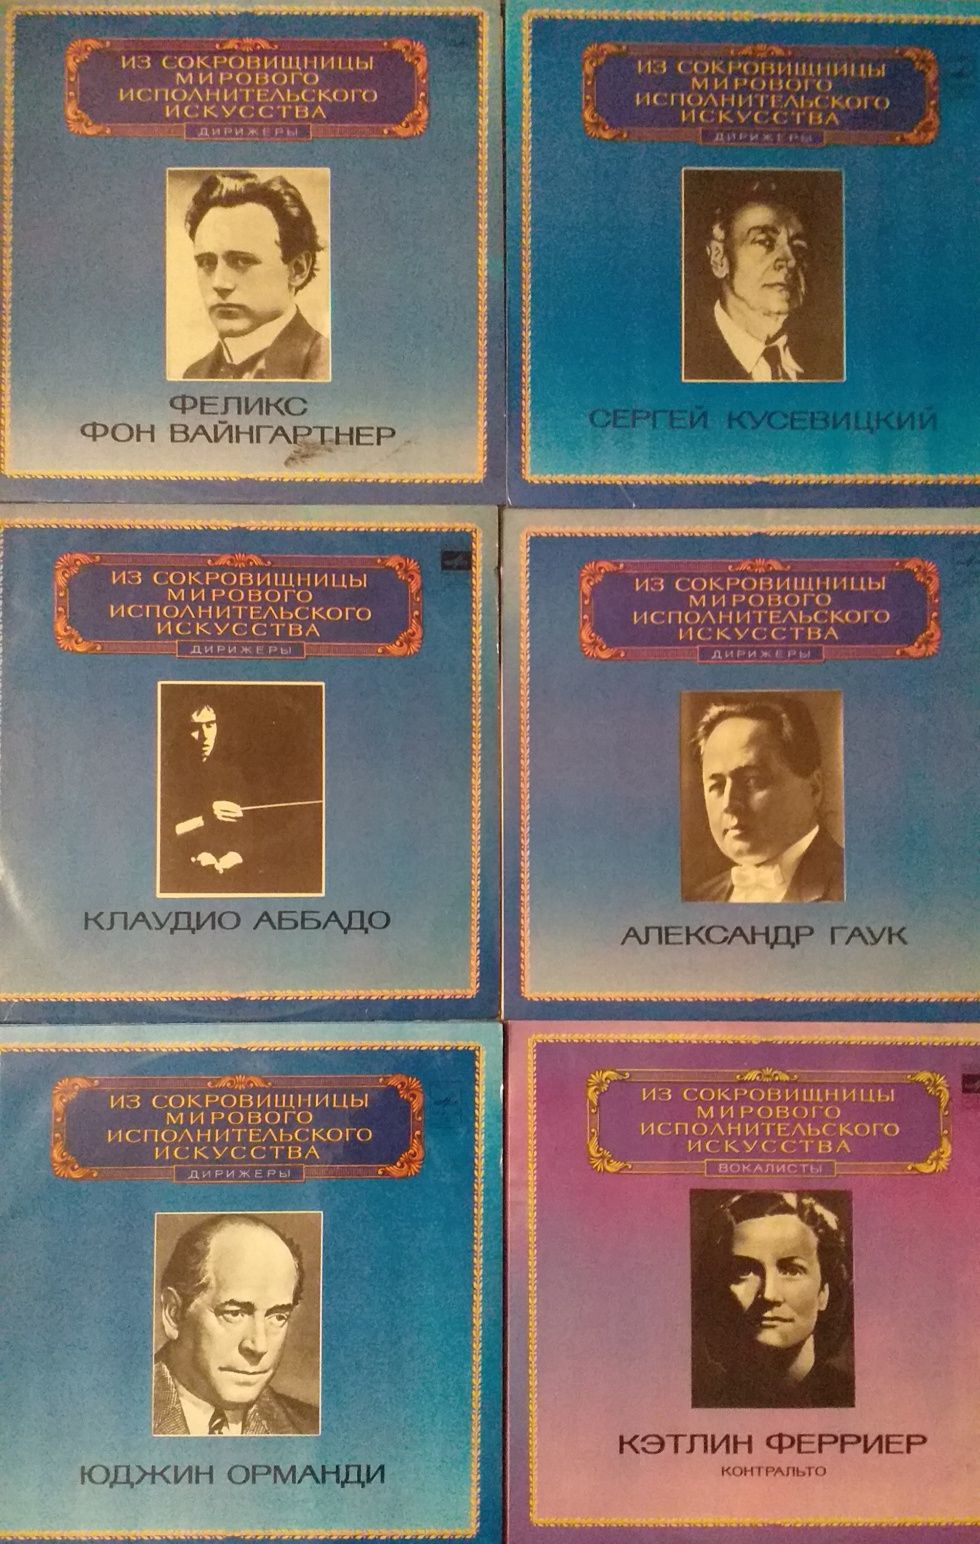 ИЗ СОКРОВИЩНИЦЫ
МИРОВОГО
ИСПОЛНИТЕЛЬСКОГО
ИСКУССТВА
ДИРИЖЕРЫ
ФЕЛИКС
ФОН ВАЙНГАРТНЕР
ИЗ СОКРОВИЩНИЦЫ
МИРОВОГО
ИСПОЛНИТЕЛЬСКОГО
ИСКУССТВА
ДИРИЖЕРЫ
СЕРГЕЙ КУСЕВИЦКИЙ
ИЗ СОКРОВИЩНИЦЫ
МИРОВОГО
ИСПОЛНИТЕЛЬСКОГО
ИСКУССТВА
ДИРИЖЕРЫ
КЛАУДИО АББАДО
ИЗ СОКРОВИЩНИЦЫ
МИРОВОГО
ИСПОЛНИТЕЛЬСКОГО
ИСКУССТВА
ДИРИЖЕРЫ
АЛЕКСАНДР ГАУК
ИЗ СОКРОВИЩНИЦЫ
МИРОВОГО
ИСПОЛНИТЕЛЬСКОГО
ИСКУССТВА
ДИРИЖЕРЫ
ЮДЖИН ОРМАНДИ
ИЗ СОКРОВИЩНИЦЫ
МИРОВОГО
ИСПОЛНИТЕЛЬСКОГО
ИСКУССТВА
ВОКАЛИСТЫ
КЭТЛИН ФЕРРИЕР
КОНТРАЛЬТО